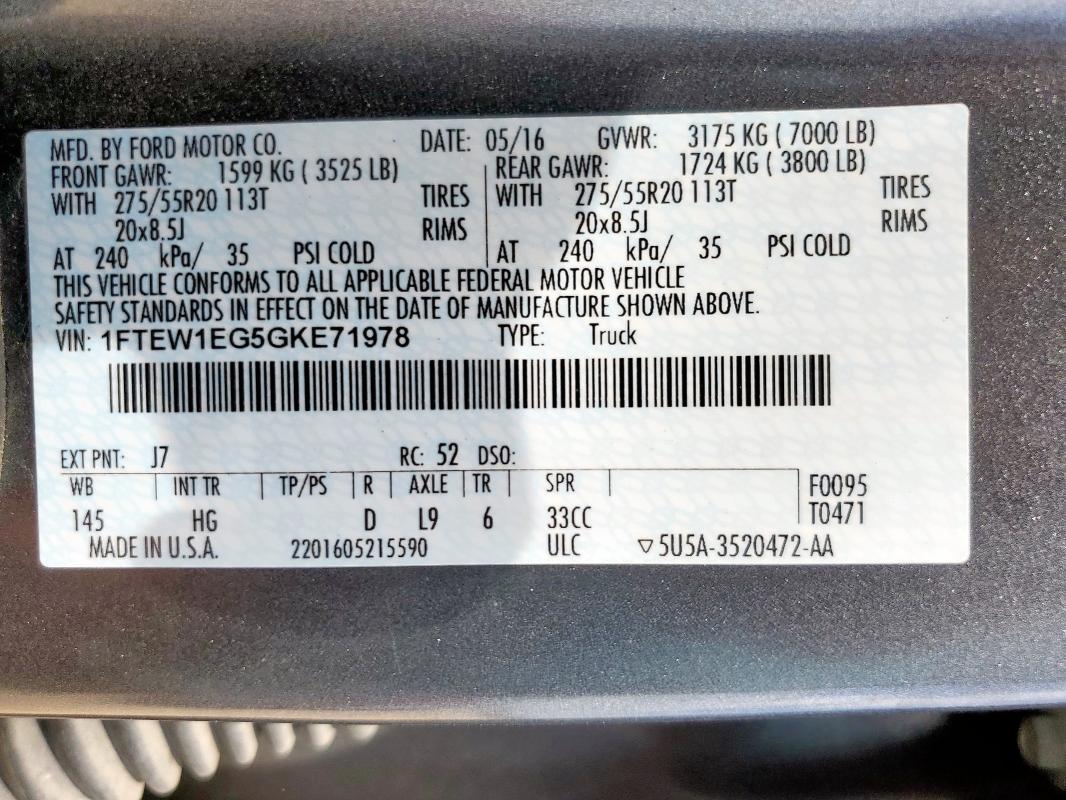 MFD. BY FORD MOTOR CO. DATE: 05/16 GVWR: 3175 KG ( 7000 LB)
FRONT GAWR: 1599 KG ( 3525 LB) REAR GAWR: 1724 KG ( 3800 LB)
WITH 275/55R20 113T TIRES WITH 275/55R20 113T TIRES
20x8.5J RIMS 20x8.5J RIMS
AT 240 kPa/ 35 PSI COLD AT 240 kPa/ 35 PSI COLD
THIS VEHICLE CONFORMS TO ALL APPLICABLE FEDERAL MOTOR VEHICLE
SAFETY STANDARDS IN EFFECT ON THE DATE OF MANUFACTURE SHOWN ABOVE.
VIN: 1FTEW1EG5GKE71978 TYPE: Truck
EXT PNT: J7 RC: 52 DSO:
WB INT TR TP/PS R AXLE TR SPR F0095
145 HG D L9 6 33CC T0471
MADE IN U.S.A. 2201605215590 ULC ▽5U5A-3520472-AA